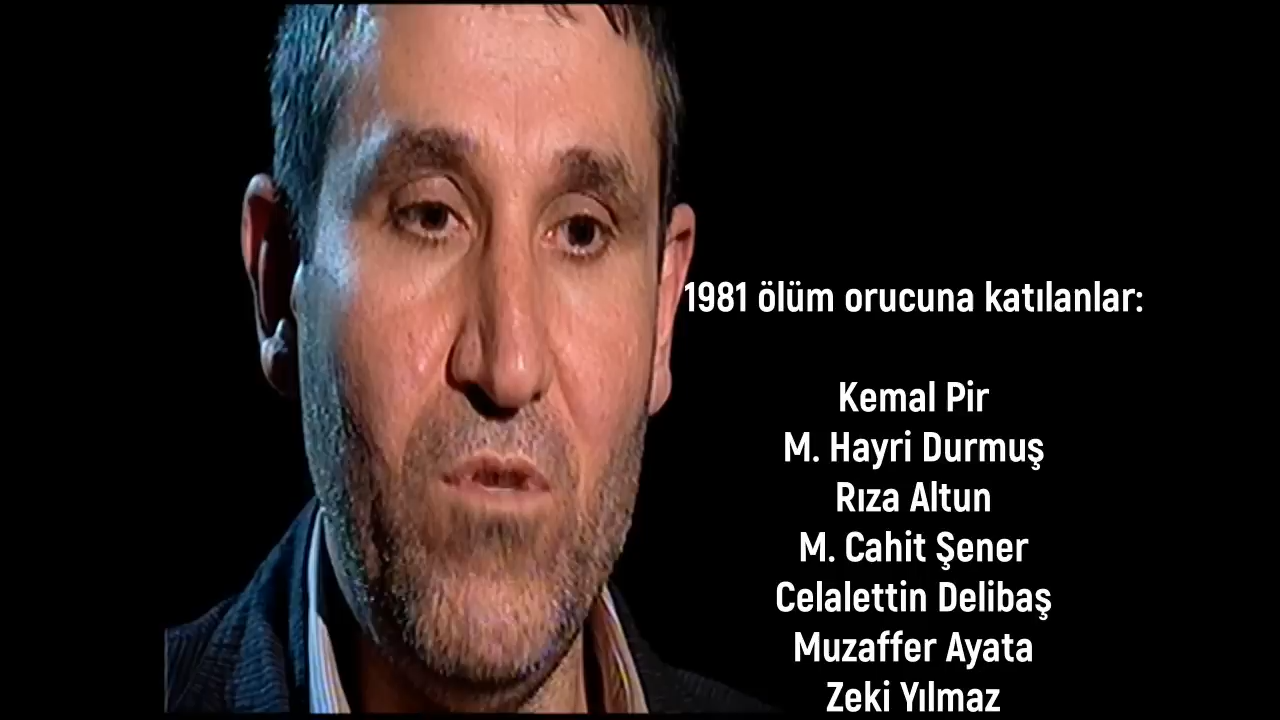 1981 ölüm orucuna katılanlar:
Kemal Pir
M. Hayri Durmuş
Rıza Altun
M. Cahit Şener
Celalettin Delibaş
Muzaffer Ayata
Zeki Yılmaz